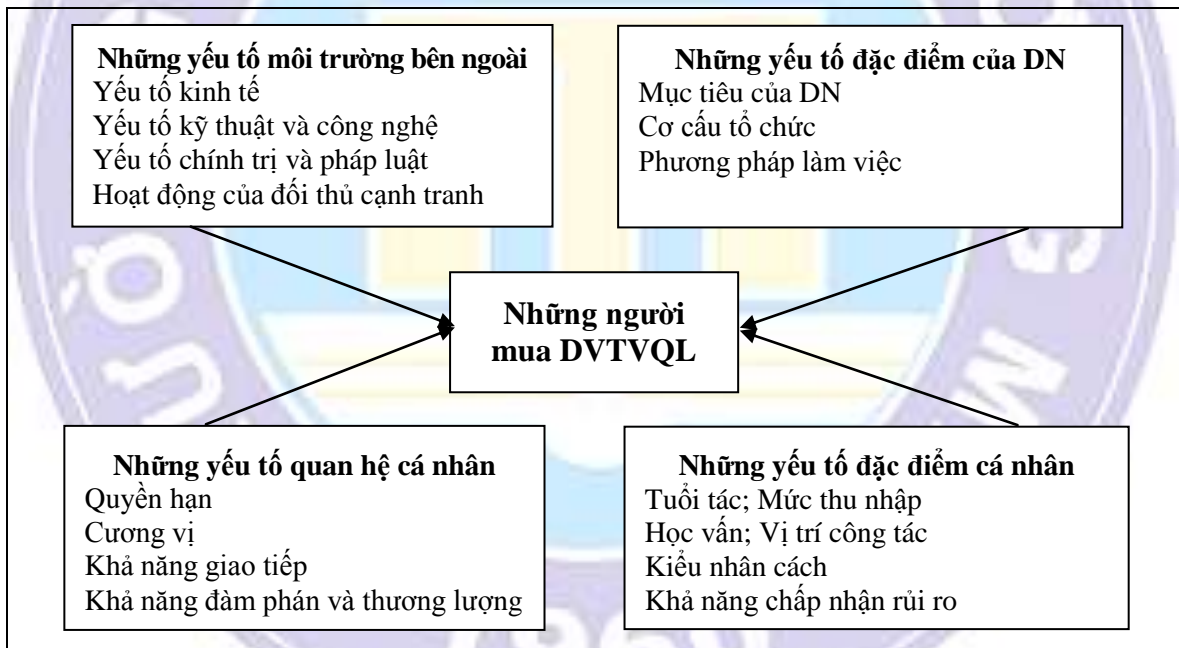 Những yếu tố môi trường bên ngoài
Yếu tố kinh tế
Yếu tố kỹ thuật và công nghệ
Yếu tố chính trị và pháp luật
Hoạt động của đối thủ cạnh tranh
Những yếu tố đặc điểm của DN
Mục tiêu của DN
Cơ cấu tổ chức
Phương pháp làm việc
Những người
mua DVTVQL
Những yếu tố quan hệ cá nhân
Quyền hạn
Cương vị
Khả năng giao tiếp
Khả năng đàm phán và thương lượng
Những yếu tố đặc điểm cá nhân
Tuổi tác; Mức thu nhập
Học vấn; Vị trí công tác
Kiểu nhân cách
Khả năng chấp nhận rủi ro